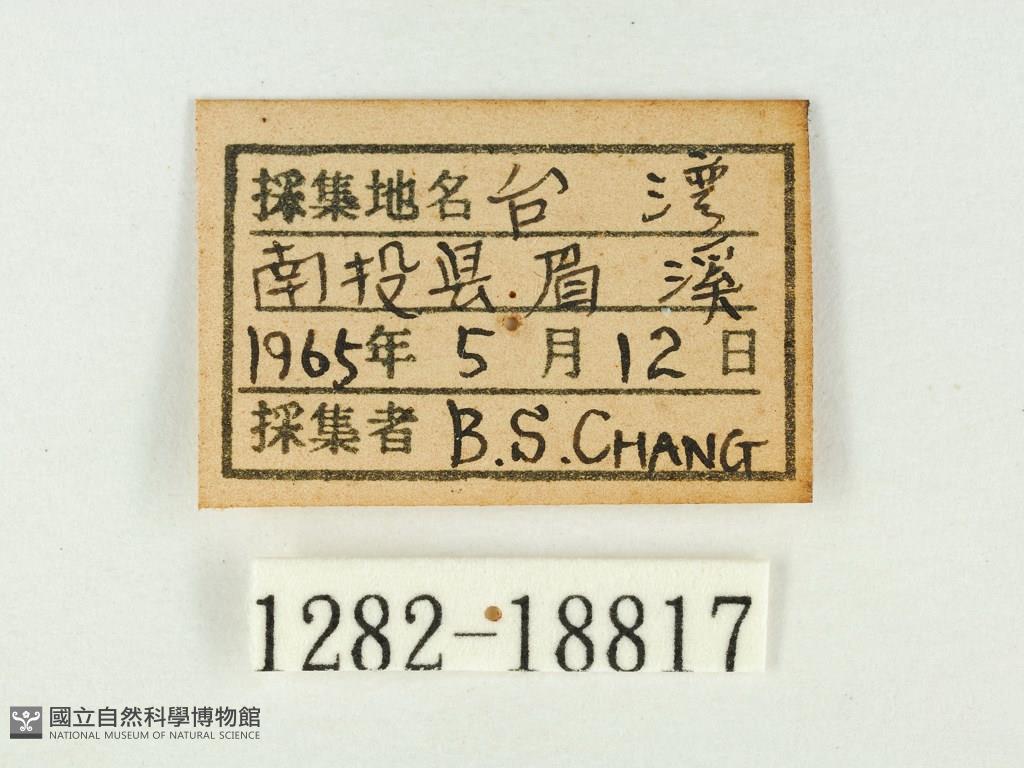 採集地名 台 湾
南投县眉溪
1965年 5 月 12 日
採集者 B.S.CHANG
1282-18817
國立自然科學博物館
NATIONAL MUSEUM OF NATURAL SCIENCE